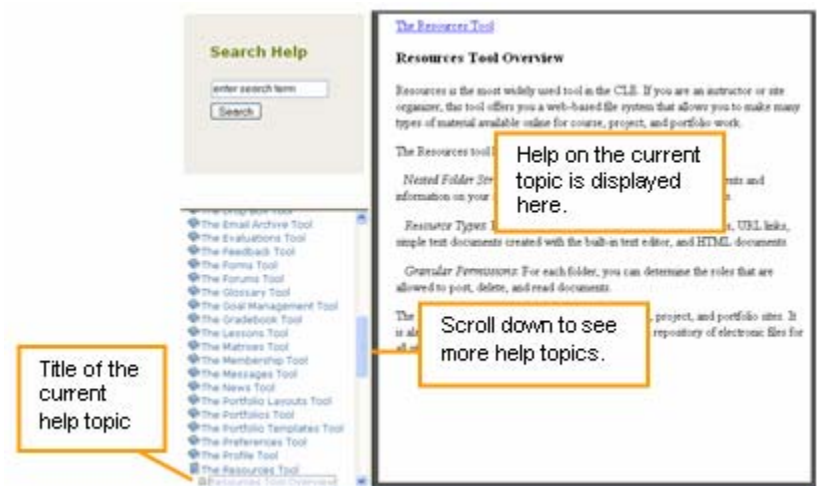 Search Help
enter search term
Search
The Drop Box Tool
The Email Archive Tool
The Evaluations Tool
The Feedback Tool
The Forms Tool
The Forums Tool
The Glossary Tool
The Goal Management Tool
The Gradebook Tool
The Lessons Tool
The Matrices Tool
The Membership Tool
The Messages Tool
The News Tool
The Portfolio Layouts Tool
The Portfolios Tool
The Portfolio Templates Tool
The Preferences Tool
The Profile Tool
The Resources Tool
Resources Tool Overview
Title of the
current
help topic
The Resources Tool
Resources Tool Overview
Resources is the most widely used tool in the CLE. If you are an instructor or site
organizer, this tool offers you a web-based file system that allows you to make many
types of material available online for course, project, and portfolio work.
The Resources tool
Help on the current
topic is displayed
here.
Nested Folder and
information on your
Resource Types URL links,
simple text documents created with the built-in text editor, and HTML documents
Granular Permissions: For each folder, you can determine the roles that are
allowed to post, delete, and read documents
The project, and portfolio sites. It
is repository of electronic files for
Scroll down to see
more help topics.